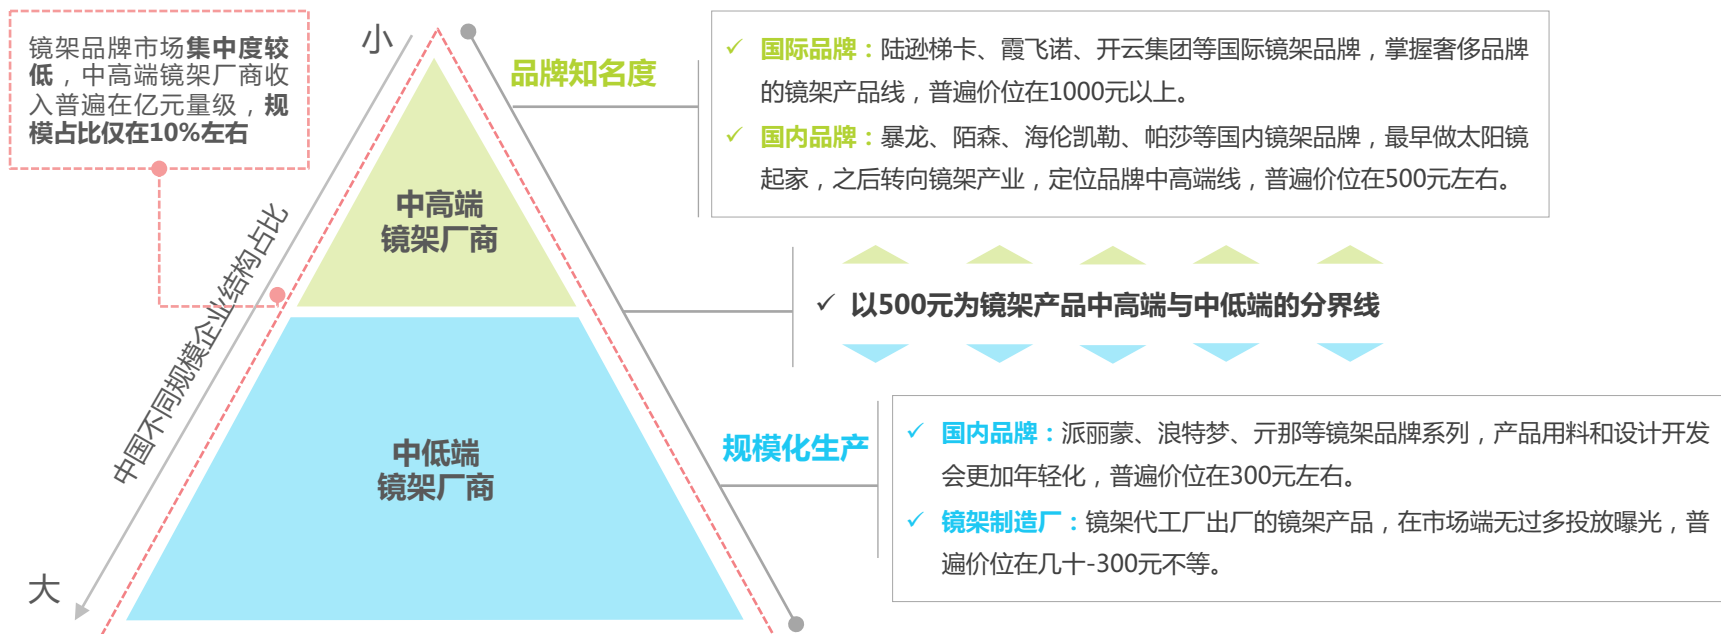 镜架品牌市场集中度较
低，中高端镜架厂商收
入普遍在亿元量级，规
模占比仅在10%左右
小
中国不同规模企业结构占比
大
中高端
镜架厂商
中低端
镜架厂商
品牌知名度
✓ 国际品牌：陆逊梯卡、霞飞诺、开云集团等国际镜架品牌，掌握奢侈品牌
的镜架产品线，普遍价位在1000元以上。
✓ 国内品牌：暴龙、陌森、海伦凯勒、帕莎等国内镜架品牌，最早做太阳镜
起家，之后转向镜架产业，定位品牌中高端线，普遍价位在500元左右。
✓ 以500元为镜架产品中高端与中低端的分界线
规模化生产
✓ 国内品牌：派丽蒙、浪特梦、亓那等镜架品牌系列，产品用料和设计开发
会更加年轻化，普遍价位在300元左右。
✓ 镜架制造厂：镜架代工厂出厂的镜架产品，在市场端无过多投放曝光，普
遍价位在几十-300元不等。